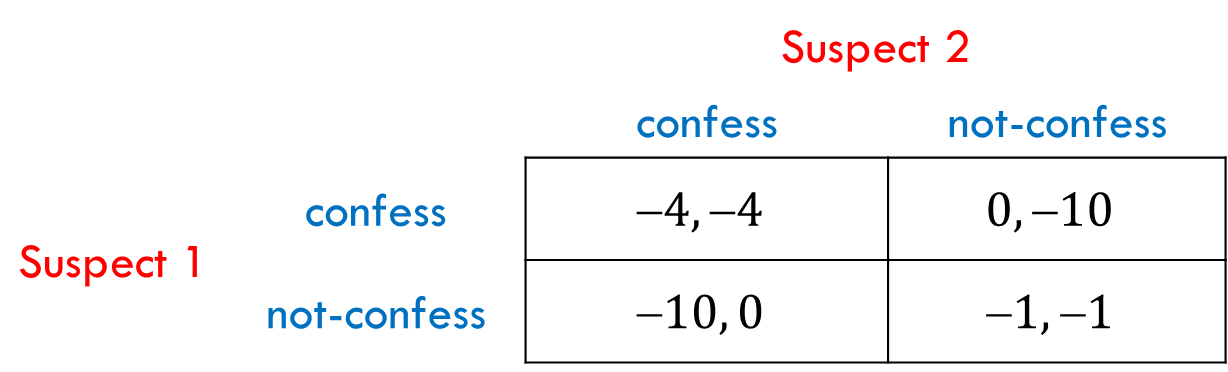 Suspect 2
confess not-confess
confess −4, −4 0, −10
Suspect 1
not-confess −10, 0 −1, −1